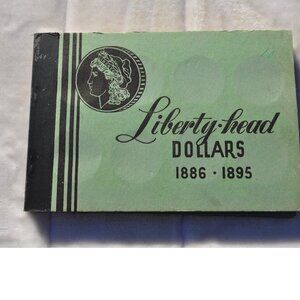 Liberty-head
DOLLARS
1886 · 1895